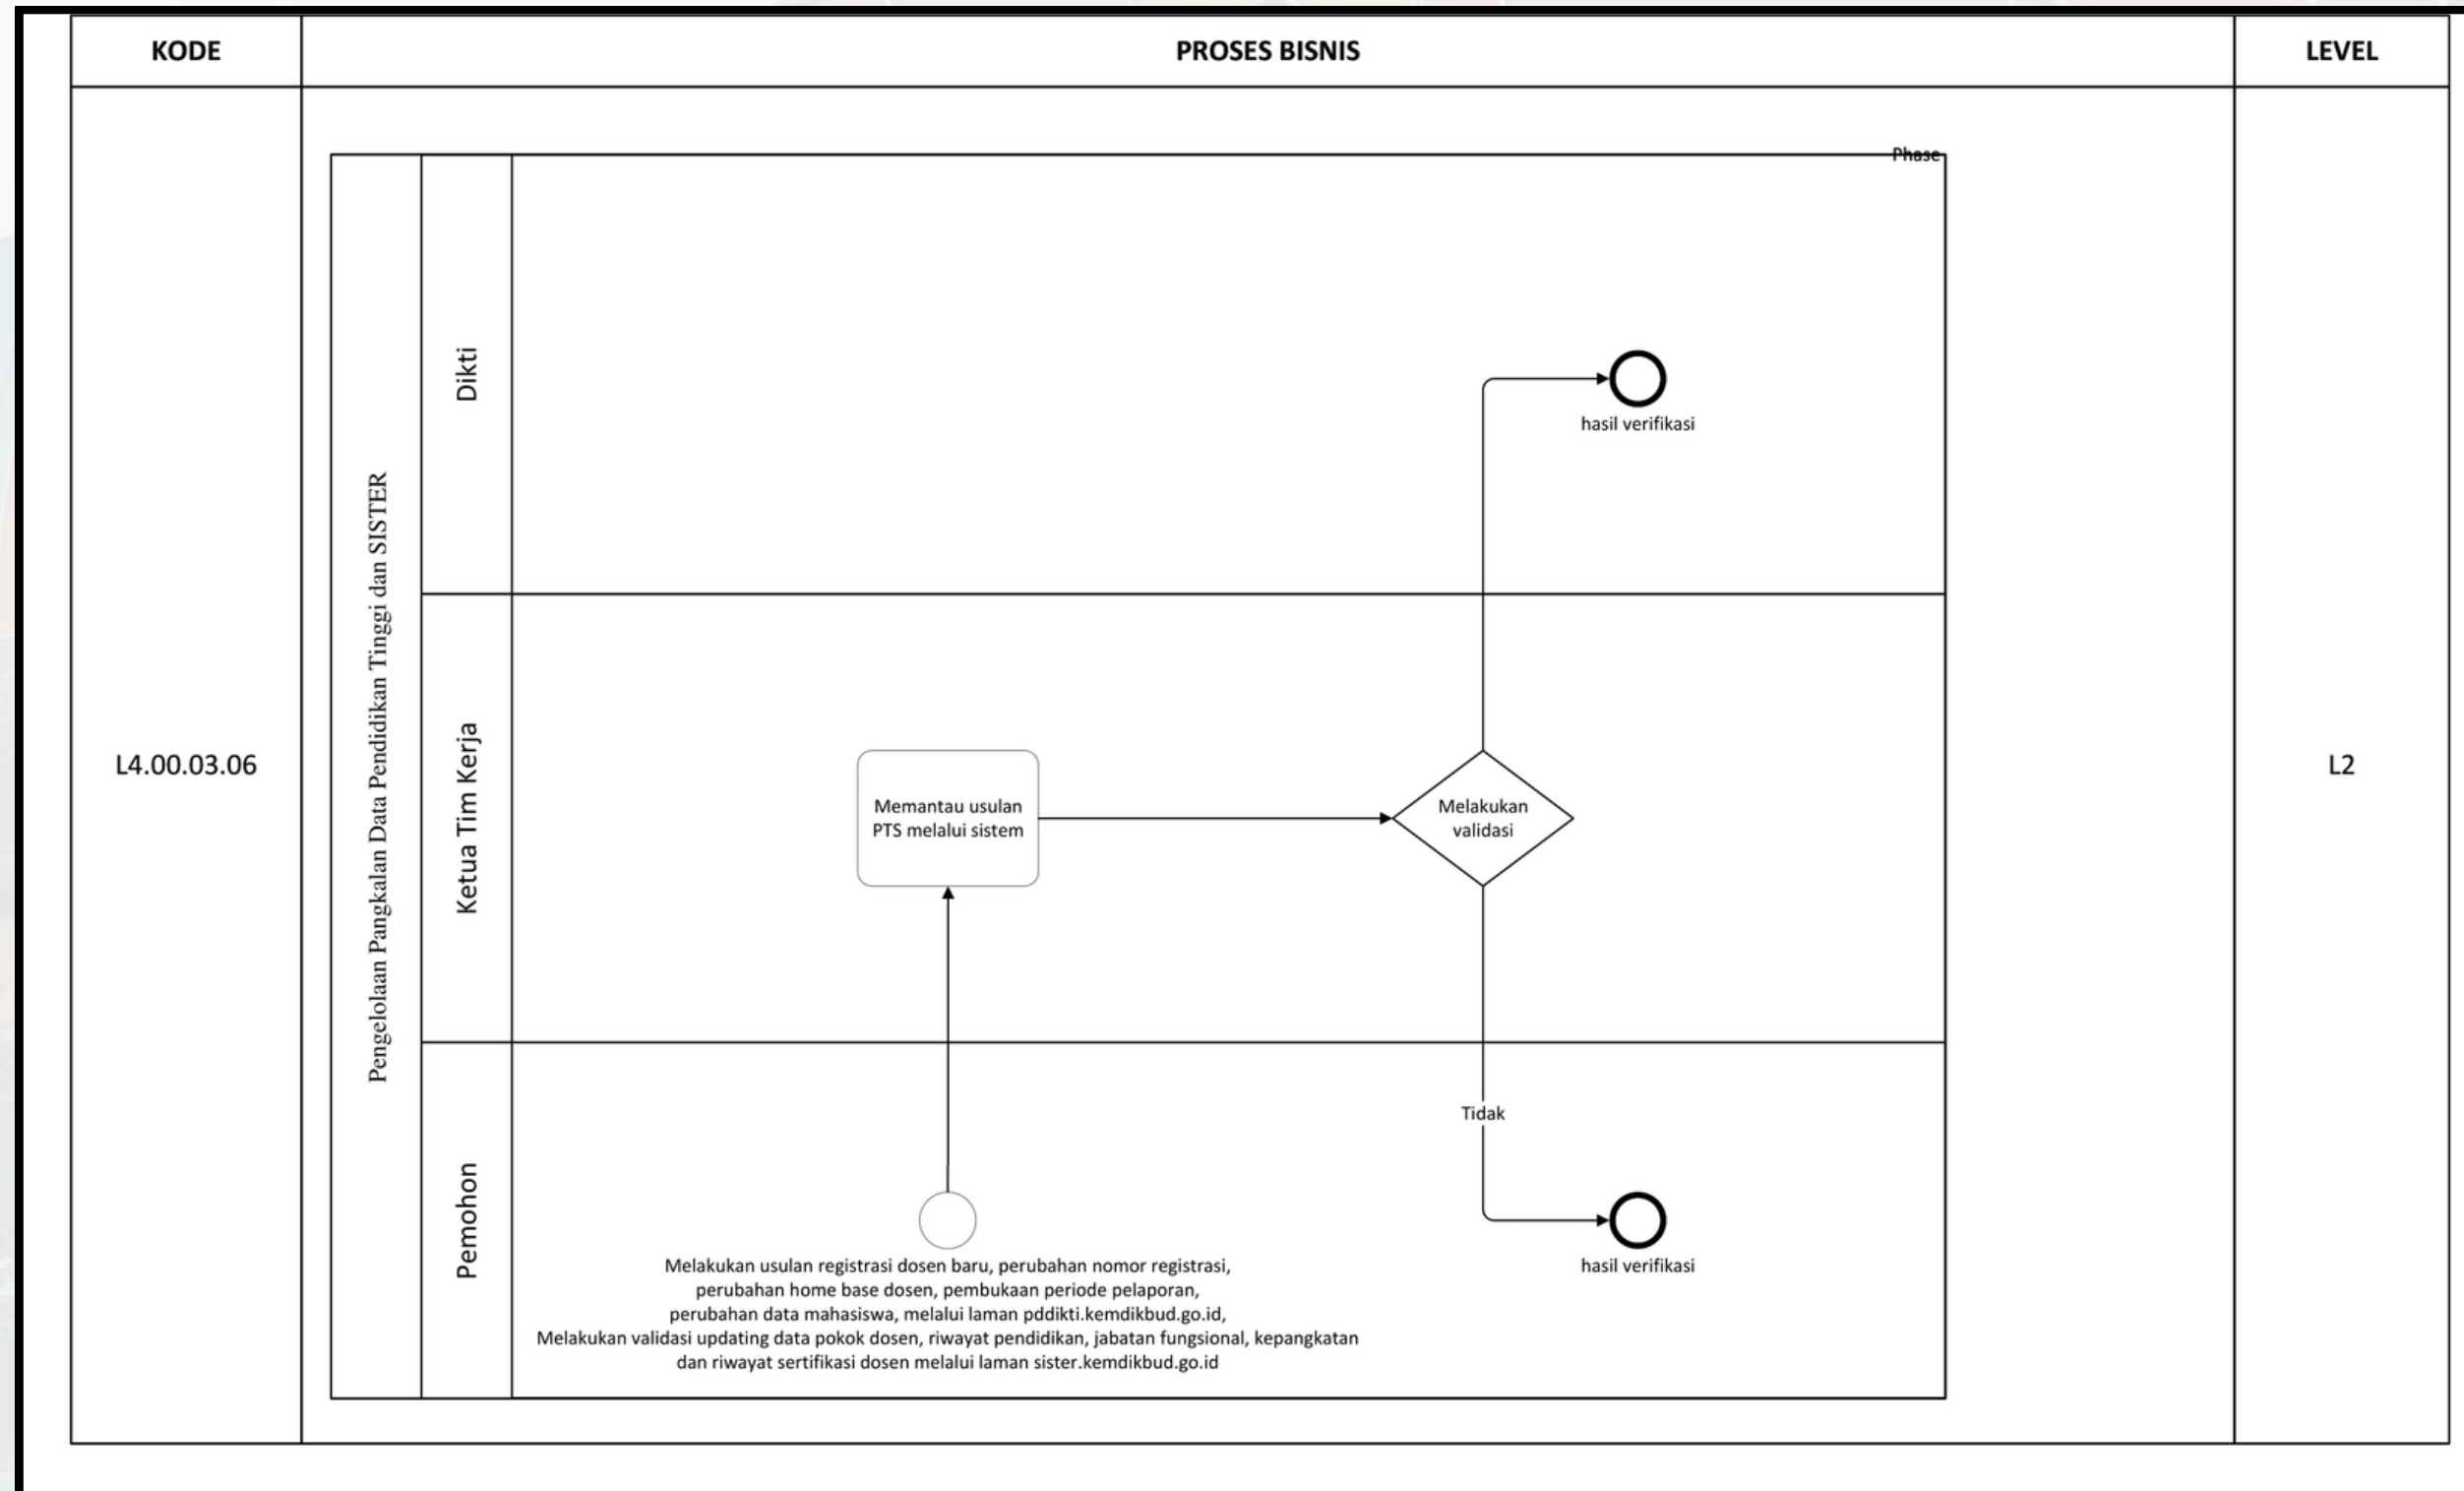 KODE
PROSES BISNIS
LEVEL
L4.00.03.06
Pengelolaan Pangkalan Data Pendidikan Tinggi dan SISTER
Phase
Dikti
hasil verifikasi
Ketua Tim Kerja
Memantau usulan
PTS melalui sistem
Melakukan
validasi
Pemohon
Tidak
Melakukan usulan registrasi dosen baru, perubahan nomor registrasi,
perubahan home base dosen, pembukaan periode pelaporan,
perubahan data mahasiswa, melalui laman pddikti.kemdikbud.go.id,
Melakukan validasi updating data pokok dosen, riwayat pendidikan, jabatan fungsional, kepangkatan
dan riwayat sertifikasi dosen melalui laman sister.kemdikbud.go.id
hasil verifikasi
L2